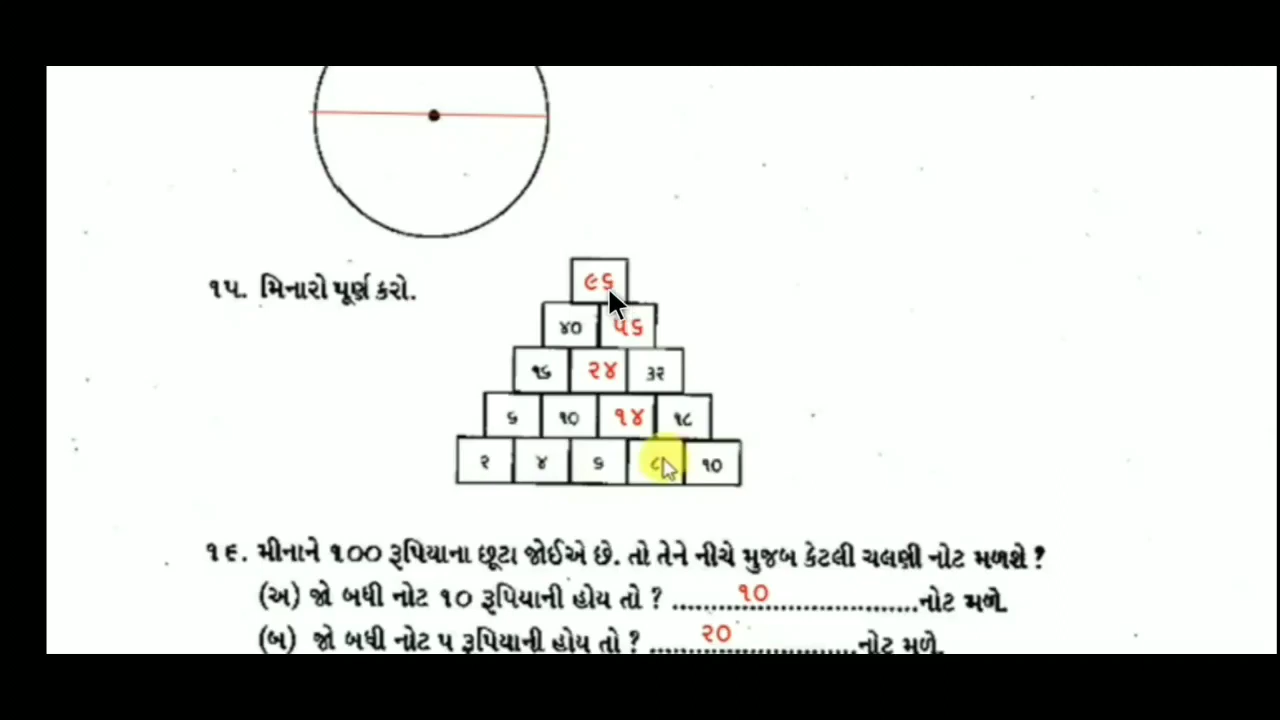 ૧૫. મિનારો પૂર્ણ કરો.
૯૬
૪૦ ૫૬
૧૬ ૨૪ ૩૨
૬ ૧૦ ૧૪ ૧૮
૨ ૪ ૬ ૮ ૧૦
૧૬. મીનાને ૧૦૦ રૂપિયાના છૂટા જોઈએ છે. તો તેને નીચે મુજબ કેટલી ચલણી નોટ મળશે ?
(અ) જો બધી નોટ ૧૦ રૂપિયાની હોય તો ? ........૧૦........................નોટ મળે.
(બ) જો બધી નોટ ૫ રૂપિયાની હોય તો ? ......૨૦....................નોટ મળે.